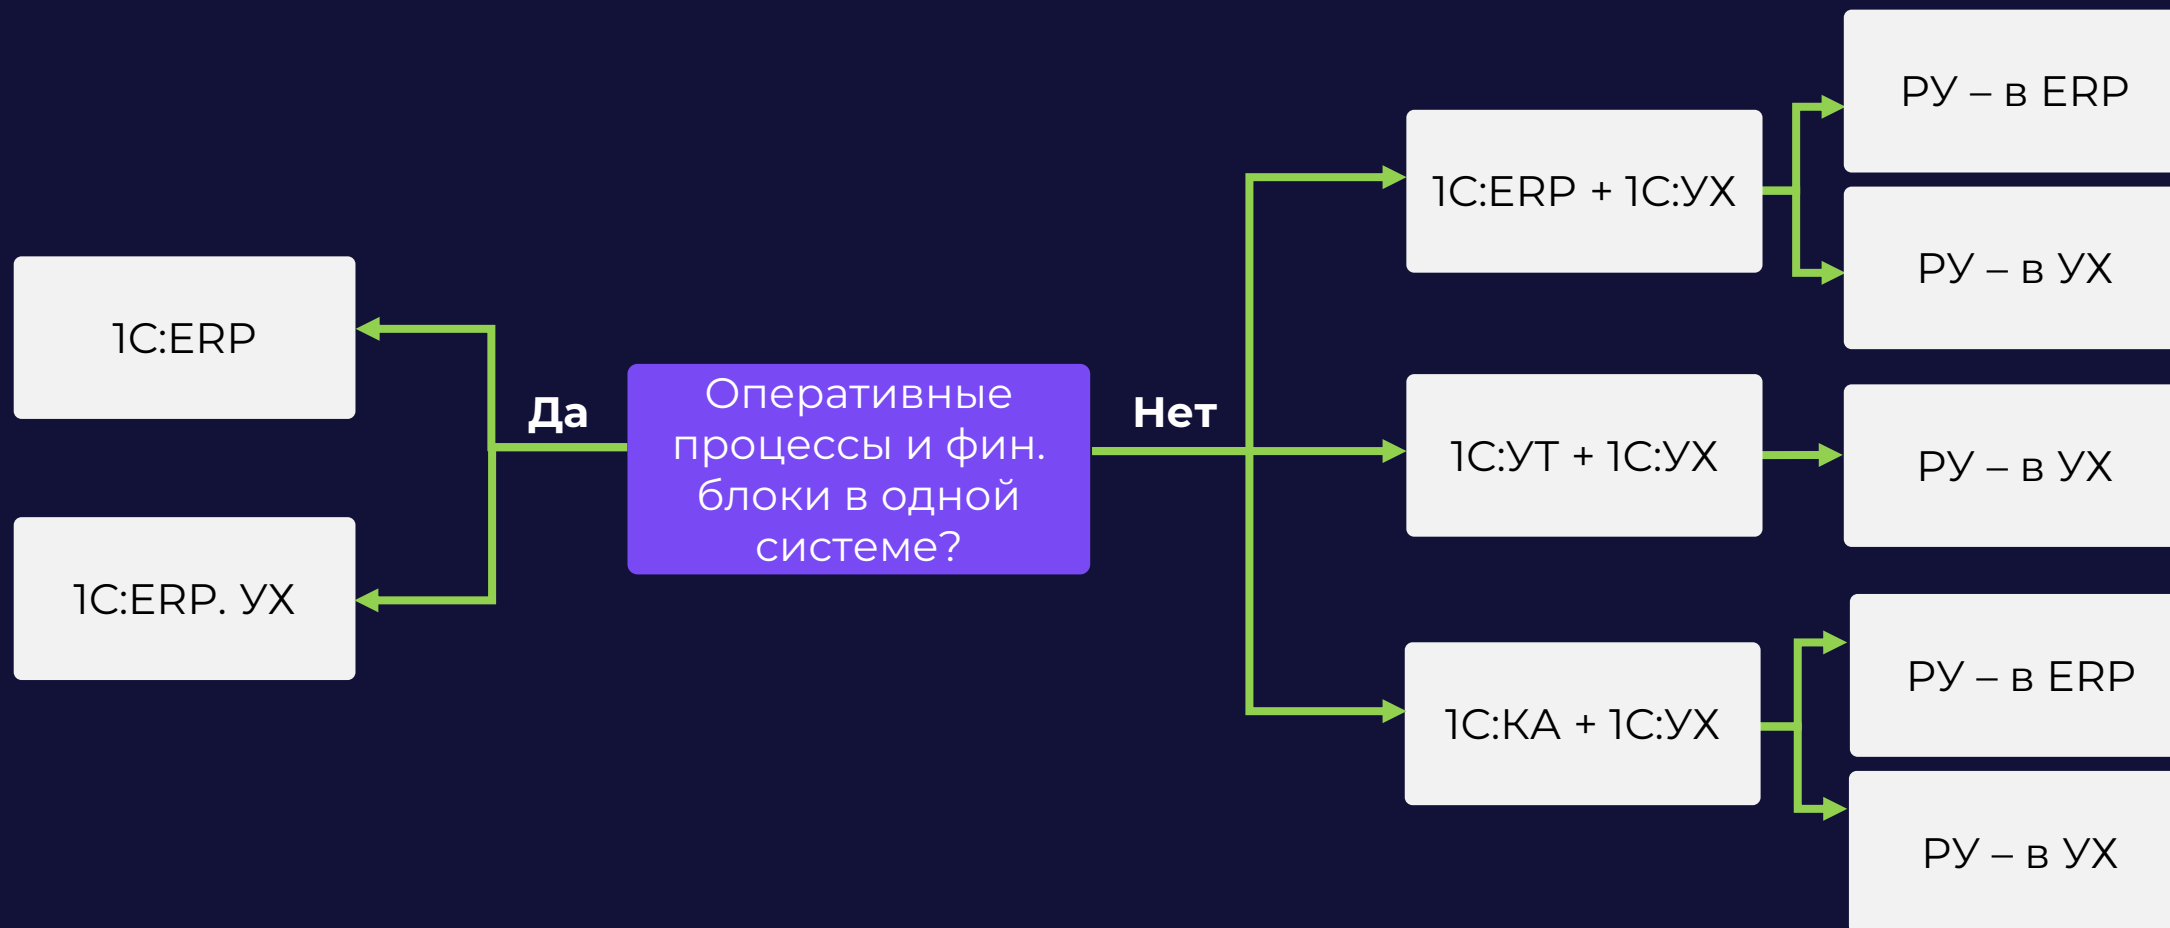 1С:ERP
1С:ERP. УХ
Да
Оперативные
процессы и фин.
блоки в одной
системе?
Нет
1С:ERP + 1С:УХ
РУ – в ERP
РУ – в УХ
1С:УТ + 1С:УХ
РУ – в УХ
1С:КА + 1С:УХ
РУ – в ERP
РУ – в УХ